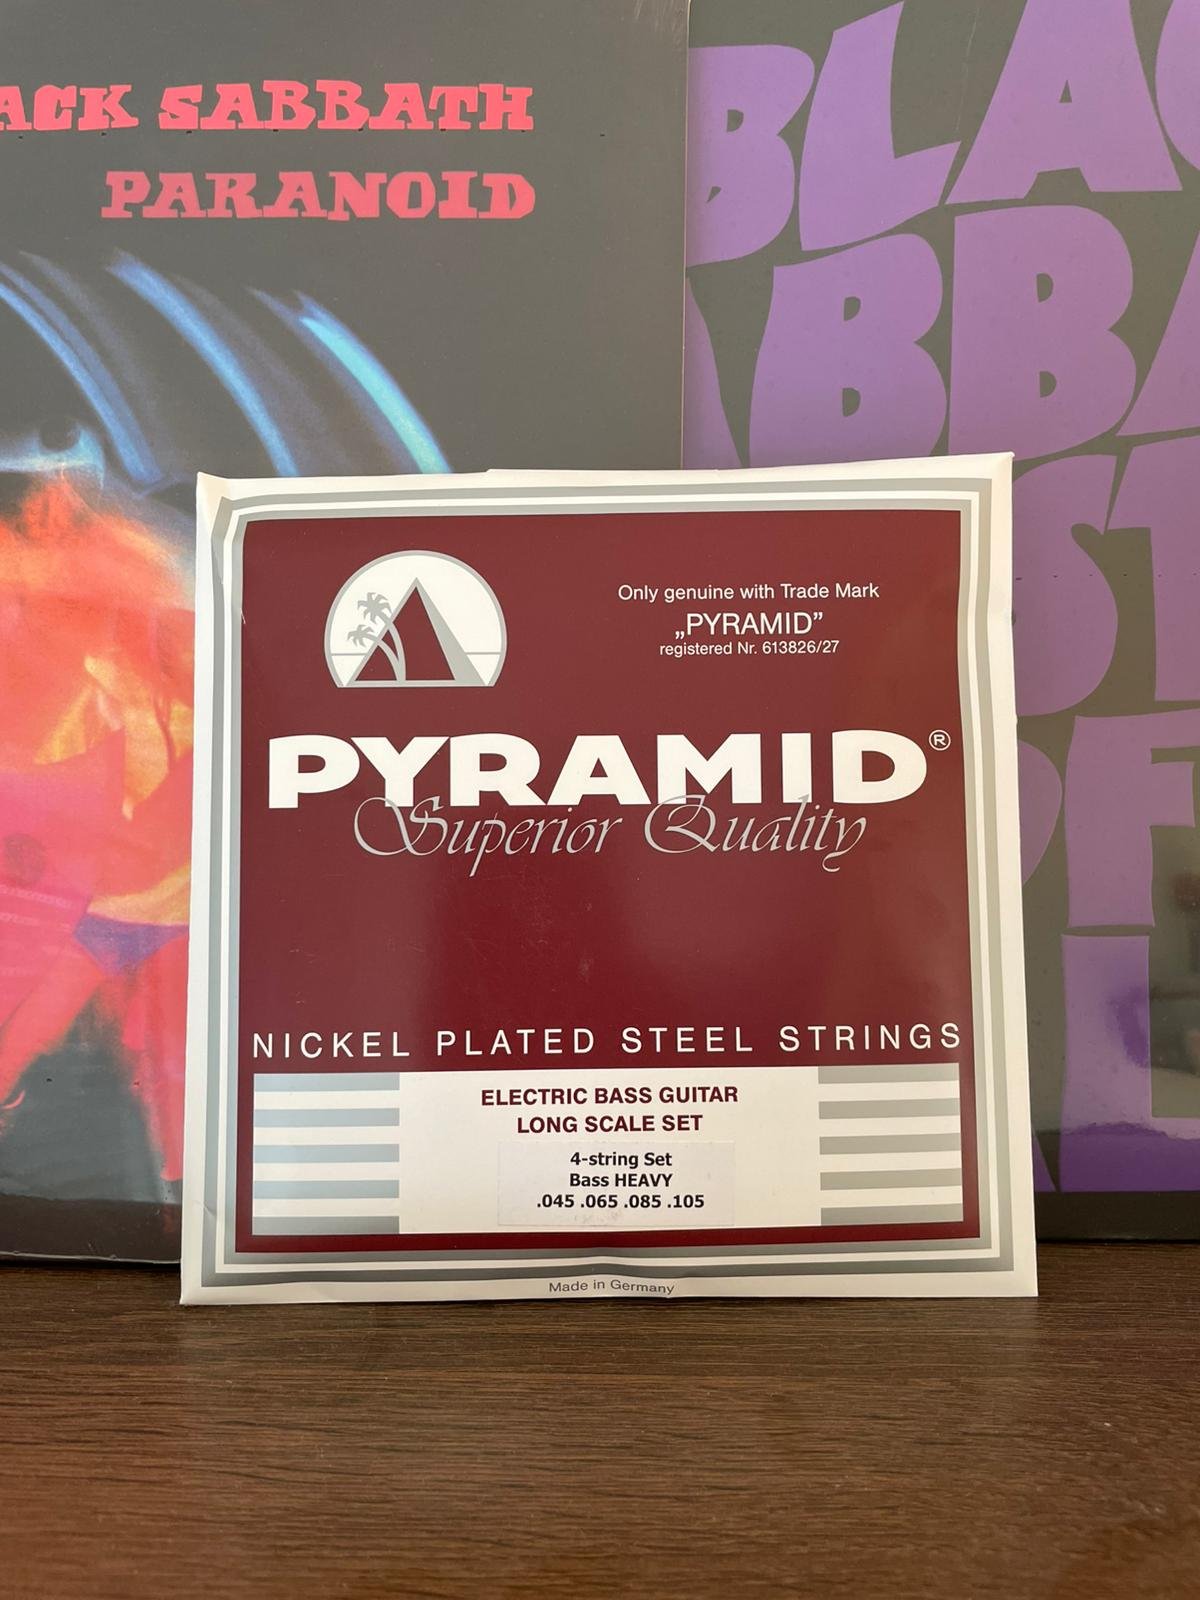 ACK SABBATH
PARANOID
BLAC
ABBA
Only genuine with Trade Mark
„PYRAMID”
registered Nr. 613826/27
PYRAMID®
Superior Quality
NICKEL PLATED STEEL STRINGS
ELECTRIC BASS GUITAR
LONG SCALE SET
4-string Set
Bass HEAVY
.045 .065 .085 .105
Made in Germany